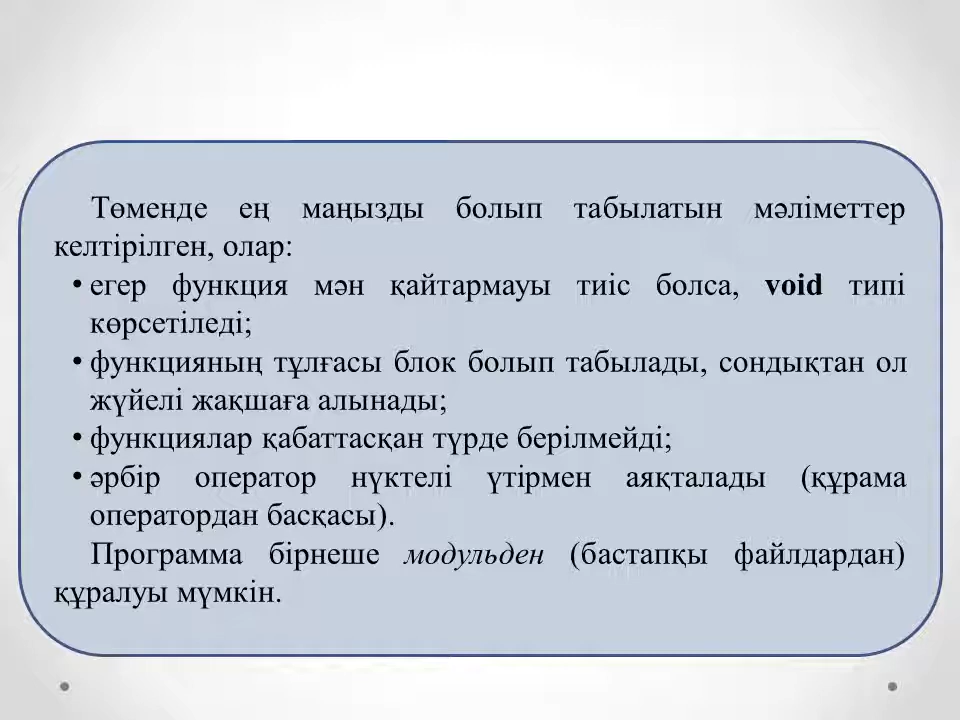 Төменде ең маңызды болып табылатын мәліметтер
келтірілген, олар:
• егер функция мән қайтармауы тиіс болса, void типі
көрсетіледі;
• функцияның тұлғасы блок болып табылады, сондықтан ол
жүйелі жақшаға алынады;
• функциялар қабаттасқан түрде берілмейді;
• әрбір оператор нүктелі үтірмен аяқталады (құрама
оператордан басқасы).
Программа бірнеше модульден (бастапқы файлдардан)
құралуы мүмкін.